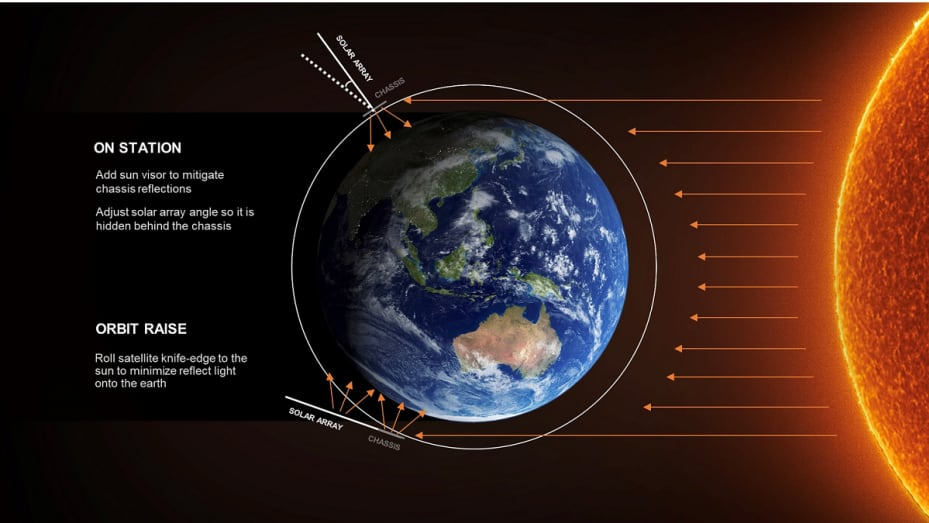 SOLAR ARRAY
CHASSIS
ON STATION
Add sun visor to mitigate
chassis reflections
Adjust solar array angle so it is
hidden behind the chassis
ORBIT RAISE
Roll satellite knife-edge to the
sun to minimize reflect light
onto the earth
SOLAR ARRAY
CHASSIS